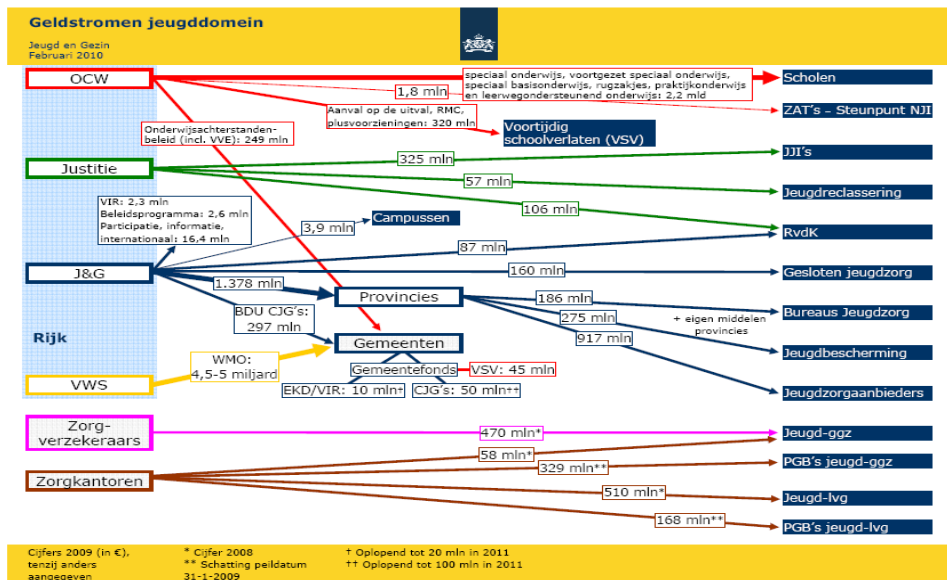 Geldstromen jeugddomein
Jeugd en Gezin
Februari 2010
OCW
speciaal onderwijs, voortgezet speciaal onderwijs,
speciaal basisonderwijs, rugzakjes, praktijkonderwijs
en leerwegondersteunend onderwijs: 2,2 mld
Scholen
1,8 mln
ZAT's – Steunpunt NJI
Aanval op de uitval, RMC,
plusvoorzieningen: 320 mln
Voortijdig
schoolverlaten (VSV)
Onderwijsachterstanden-
beleid (incl. VVE): 249 mln
Justitie
325 mln
JJI's
57 mln
Jeugdreclassering
106 mln
RvdK
VIR: 2,3 mln
Beleidsprogramma: 2,6 mln
Participatie, informatie,
internationaal: 16,4 mln
3,9 mln
Campussen
87 mln
J&G
160 mln
Gesloten jeugdzorg
1.378 mln
Provincies
186 mln
Bureaus Jeugdzorg
275 mln
+ eigen middelen
provincies
917 mln
Jeugdbescherming
Jeugdzorgaanbieders
BDU CJG's:
297 mln
Rijk
Gemeenten
WMO:
4,5-5 miljard
Gemeentefonds
VSV: 45 mln
VWS
EKD/VIR: 10 mln†
CJG's: 50 mln††
Zorg-
verzekeraars
470 mln*
Jeugd-ggz
58 mln*
Zorgkantoren
329 mln**
PGB's jeugd-ggz
510 mln*
Jeugd-lvg
168 mln**
PGB's jeugd-lvg
Cijfers 2009 (in €),
tenzij anders
aangegeven
* Cijfer 2008
** Schatting peildatum
31-1-2009
† Oplopend tot 20 mln in 2011
†† Oplopend tot 100 mln in 2011